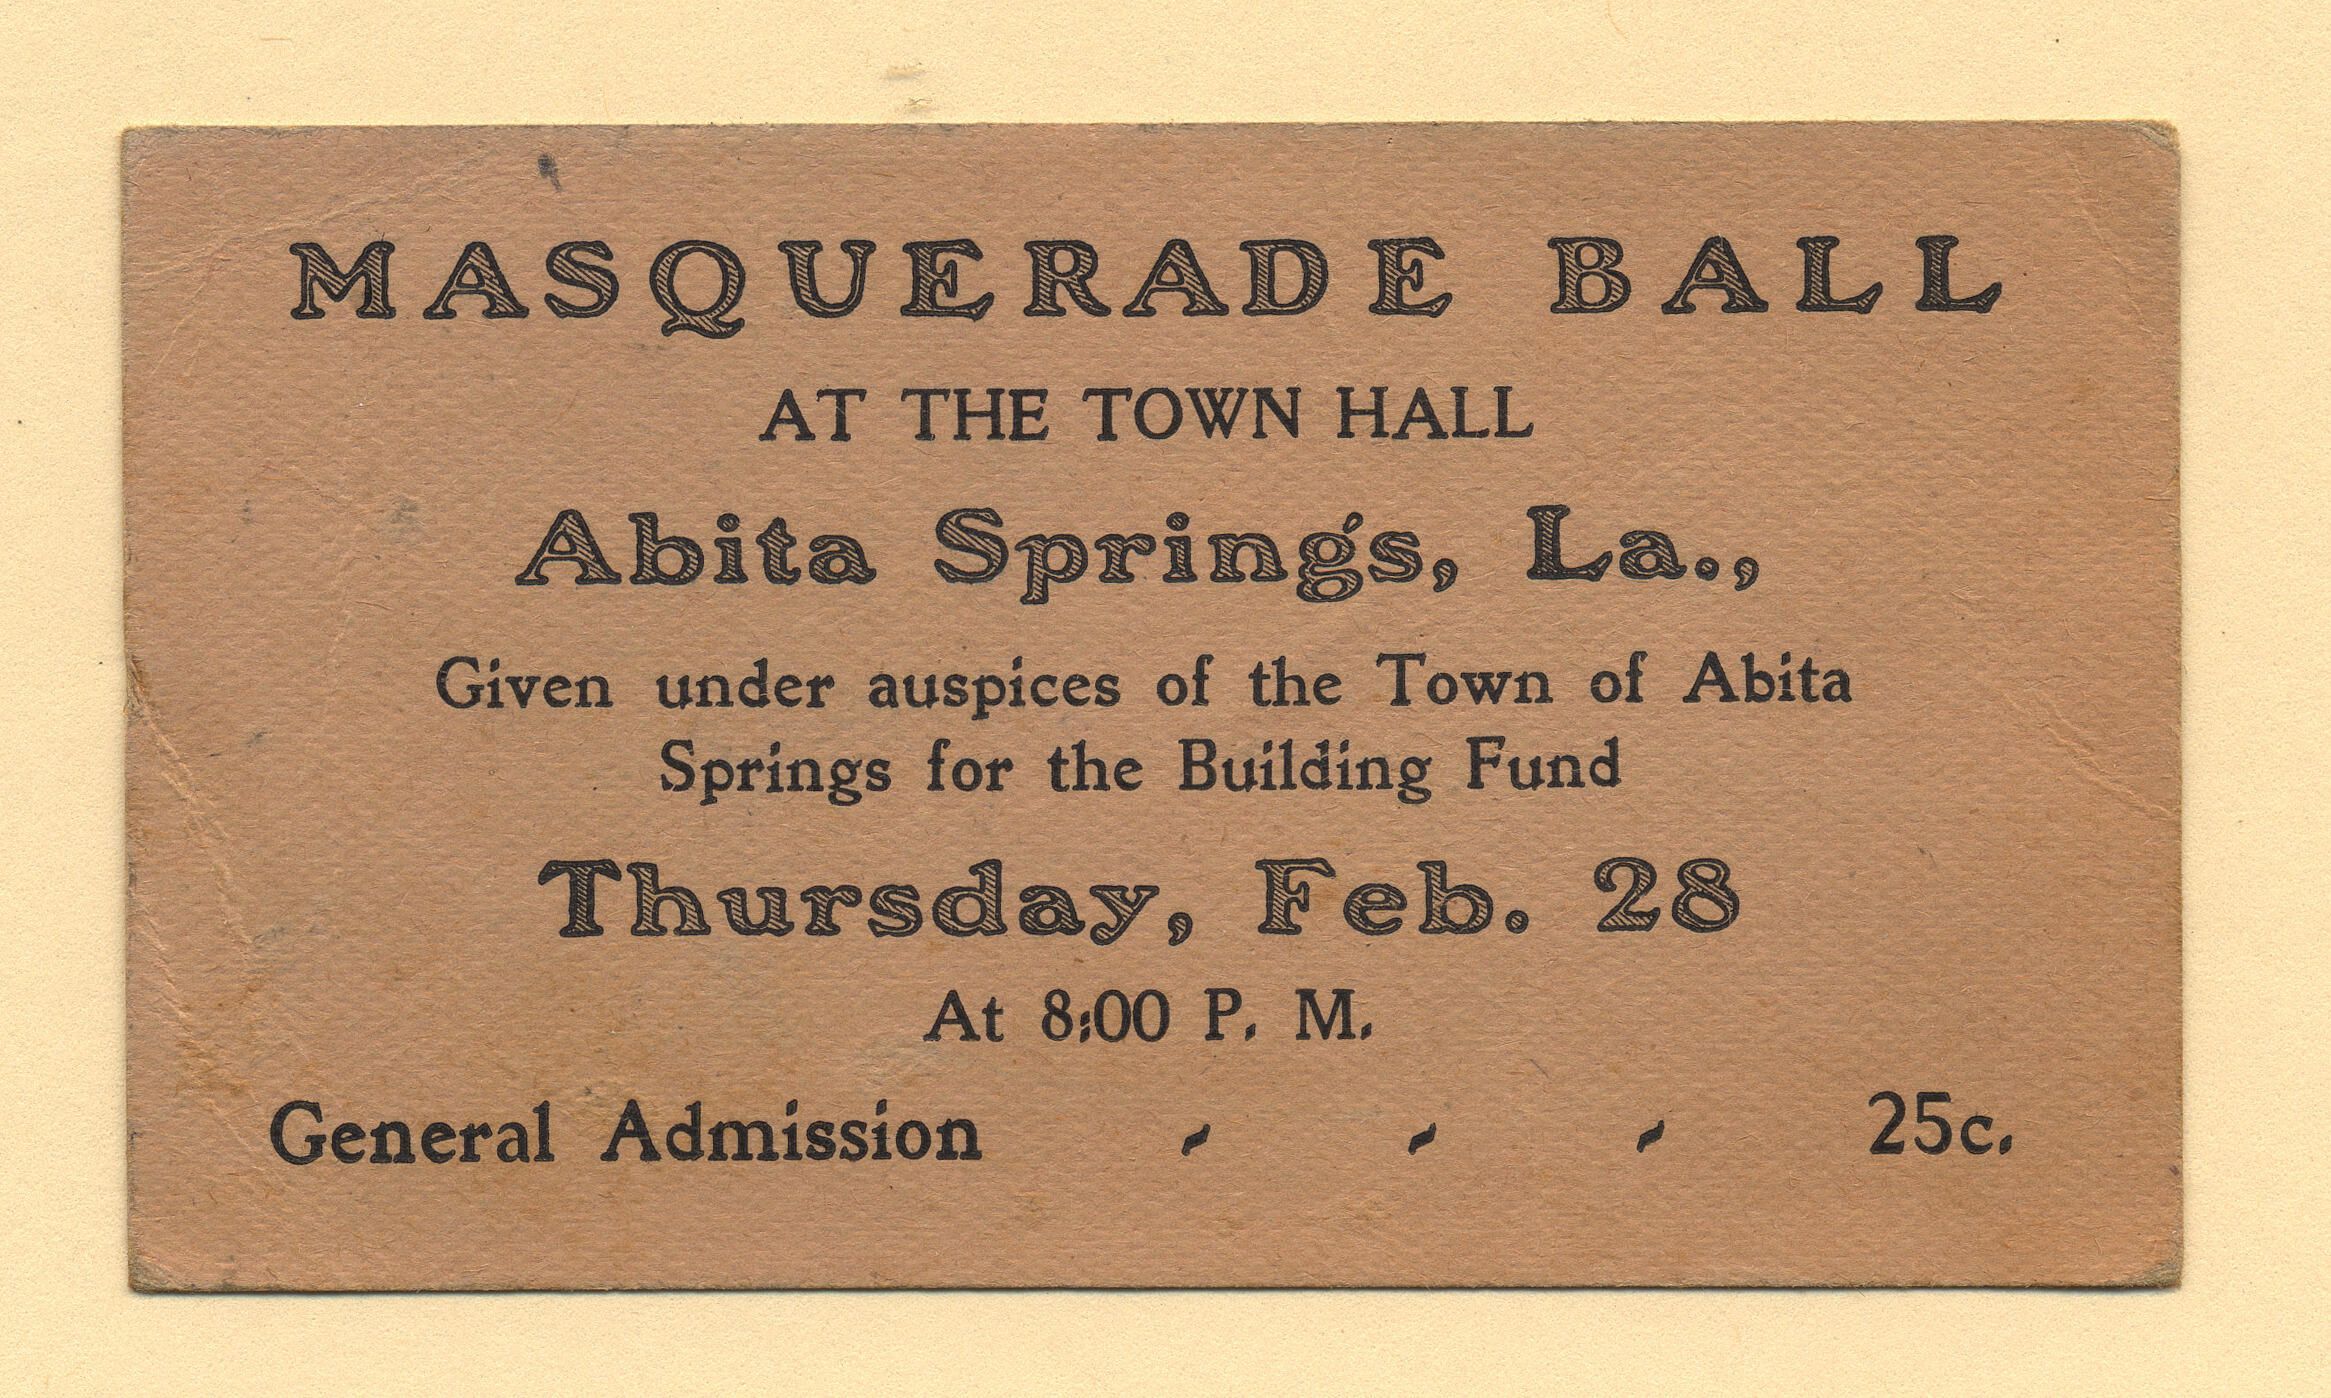 MASQUERADE BALL
AT THE TOWN HALL
Abita Springs, La.,
Given under auspices of the Town of Abita
Springs for the Building Fund
Thursday, Feb. 28
At 8:00 P. M.
General Admission - - - 25c.